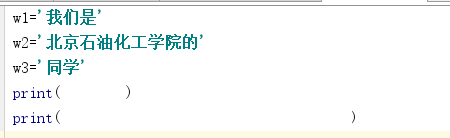 w1='我们是'
w2='北京石油化工学院的'
w3='同学'
print(       )
print(                                )